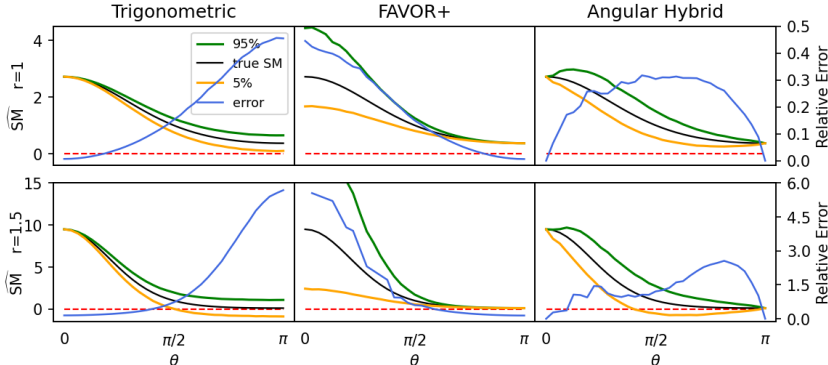 Trigonometric FAVOR+ Angular Hybrid
4
2
0
SM r=1
95%
true SM
5%
error
0.5
0.4
0.3
0.2
0.1
0.0
Relative Error
15
10
5
0
SM r=1.5
6.0
4.5
3.0
1.5
0.0
Relative Error
0 π/2 π 0 π/2 π 0 π/2 π
θ θ θ